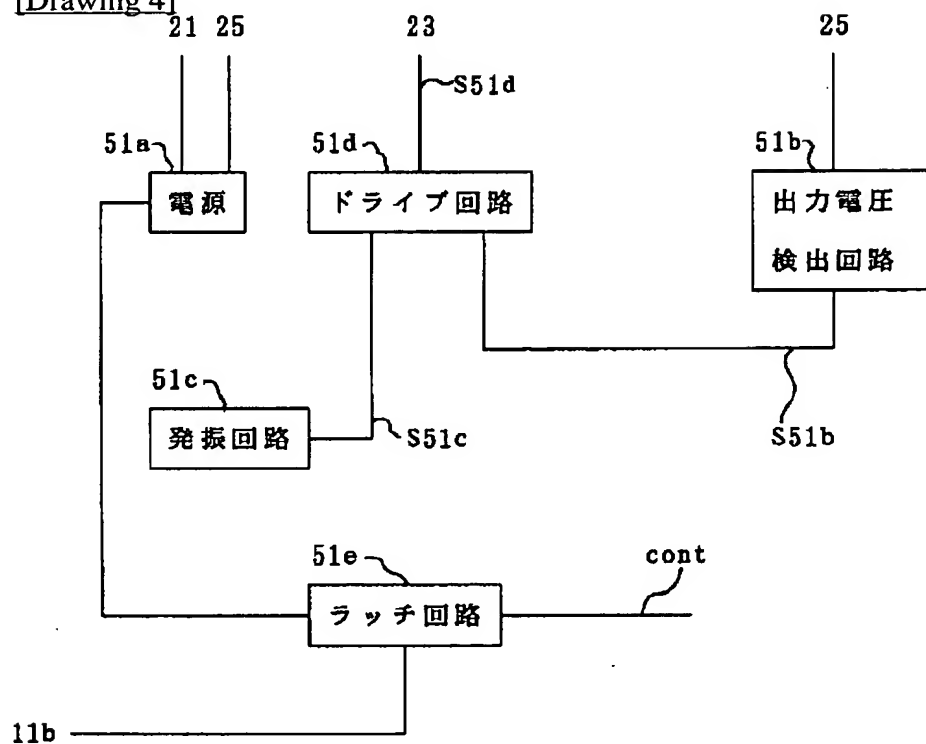 [Drawing 4]
21 25 23 25
S51d
51a 51d 51b
電源 ドライブ回路 出力電圧
検出回路
51c
発振回路 S51c S51b
51e cont
ラッチ回路
11b